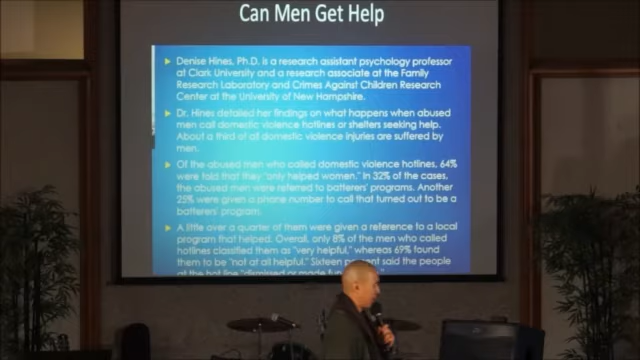 Can Men Get Help
Denise Hines, Ph.D. is a research assistant psychology professor
at Clark University and a research associate at the Family
Research Laboratory and Crimes Against Children Research
Center at the University of New Hampshire.
Dr. Hines detailed her findings on what happens when abused
men call domestic violence hotlines or shelters seeking help.
About a third of all domestic violence injuries are suffered by
men.
Of the abused men who called domestic violence hotlines, 64%
were told that they "only helped women." In 32% of the cases,
the abused men were referred to batterers' programs. Another
25% were given a phone number to call that turned out to be a
batterers' program.
A little over a quarter of them were given a reference to a local
program that helped. Overall, only 8% of the men who called
hotlines classified them as "very helpful," whereas 69% found
them to be "not at all helpful." Sixteen said the people
at the hot line "dismissed or made